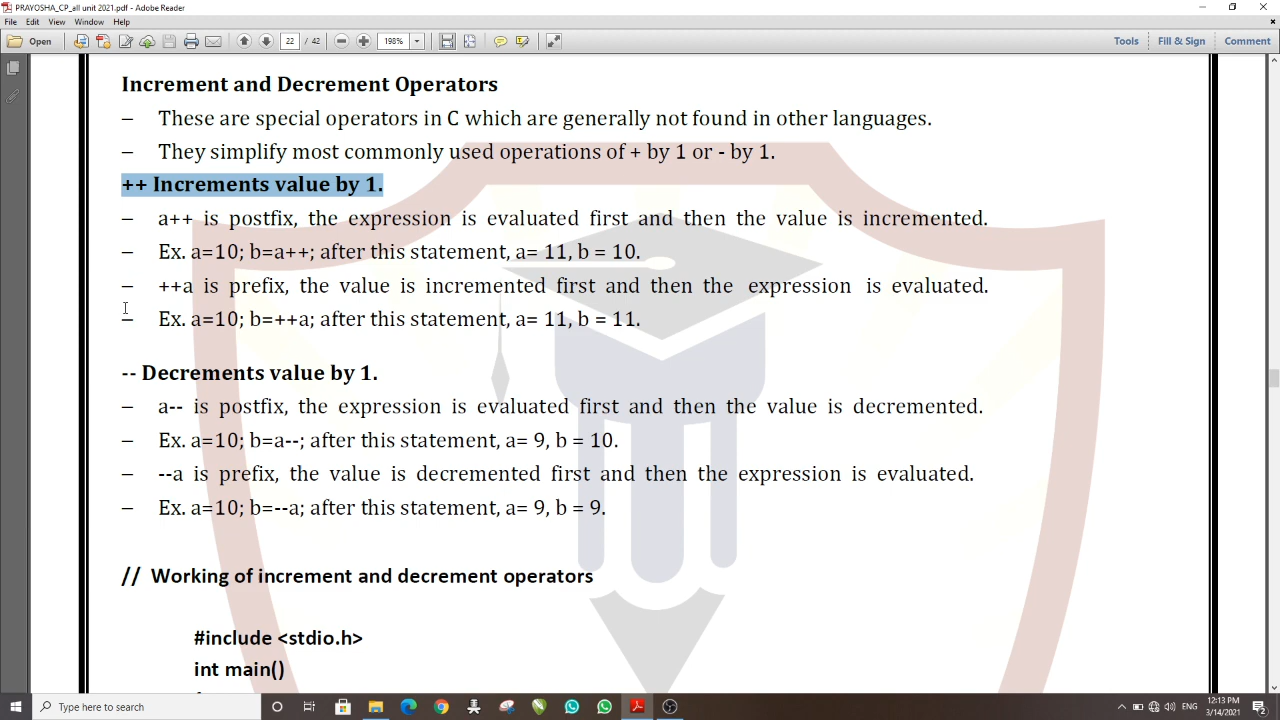 PRAYOSHA_CP_all unit 2021.pdf - Adobe Reader
File Edit View Window Help
Open 22 / 42 198% Tools Fill & Sign Comment
Increment and Decrement Operators
– These are special operators in C which are generally not found in other languages.
– They simplify most commonly used operations of + by 1 or - by 1.
++ Increments value by 1.
– a++ is postfix, the expression is evaluated first and then the value is incremented.
– Ex. a=10; b=a++; after this statement, a= 11, b = 10.
– ++a is prefix, the value is incremented first and then the expression is evaluated.
– Ex. a=10; b=++a; after this statement, a= 11, b = 11.
-- Decrements value by 1.
– a-- is postfix, the expression is evaluated first and then the value is decremented.
– Ex. a=10; b=a--; after this statement, a= 9, b = 10.
– --a is prefix, the value is decremented first and then the expression is evaluated.
– Ex. a=10; b=--a; after this statement, a= 9, b = 9.
// Working of increment and decrement operators
#include <stdio.h>
int main()
Type here to search
12:13 PM
3/14/2021
2